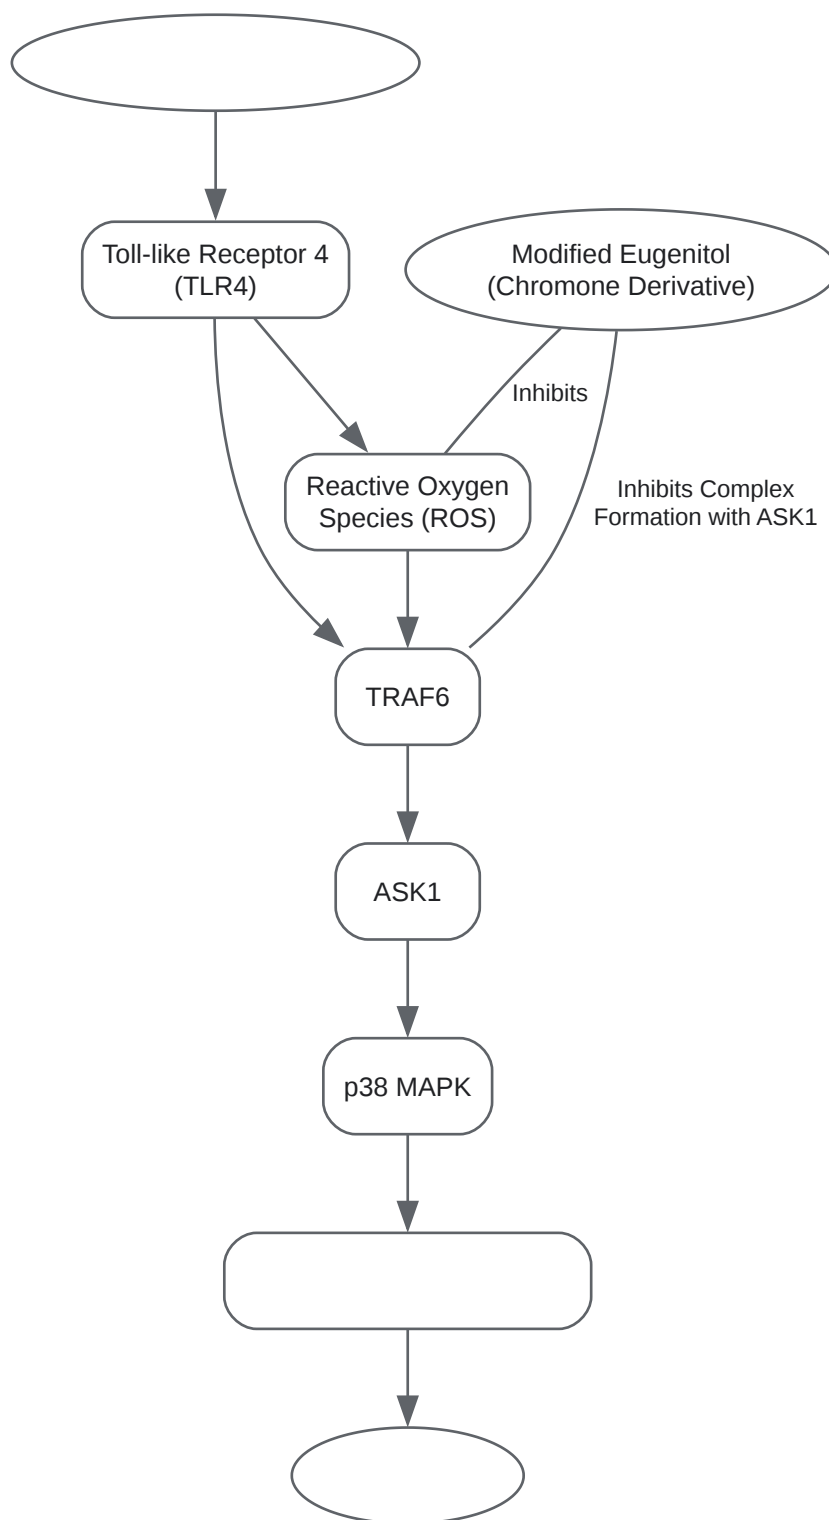 Toll-like Receptor 4
(TLR4)
Modified Eugenitol
(Chromone Derivative)
Inhibits
Reactive Oxygen
Species (ROS)
Inhibits Complex
Formation with ASK1
TRAF6
ASK1
p38 MAPK